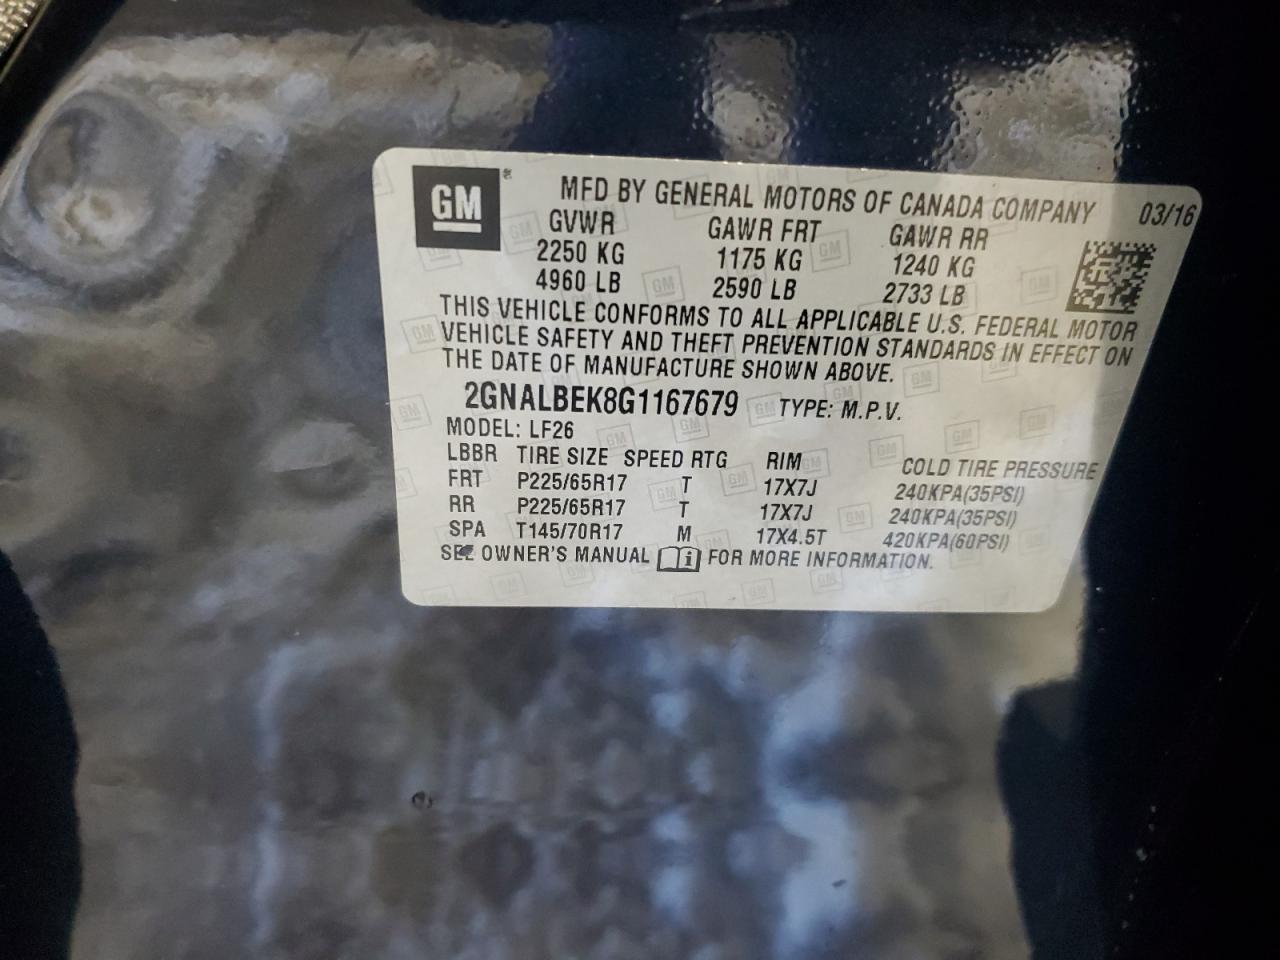 GM ®
MFD BY GENERAL MOTORS OF CANADA COMPANY 03/16
GVWR GAWR FRT GAWR RR
2250 KG 1175 KG 1240 KG
4960 LB 2590 LB 2733 LB
THIS VEHICLE CONFORMS TO ALL APPLICABLE U.S. FEDERAL MOTOR
VEHICLE SAFETY AND THEFT PREVENTION STANDARDS IN EFFECT ON
THE DATE OF MANUFACTURE SHOWN ABOVE.
2GNALBEK8G1167679 TYPE: M.P.V.
MODEL: LF26
LBBR TIRE SIZE SPEED RTG RIM COLD TIRE PRESSURE
FRT P225/65R17 T 17X7J 240KPA(35PSI)
RR P225/65R17 T 17X7J 240KPA(35PSI)
SPA T145/70R17 M 17X4.5T 420KPA(60PSI)
SEE OWNER'S MANUAL i FOR MORE INFORMATION.